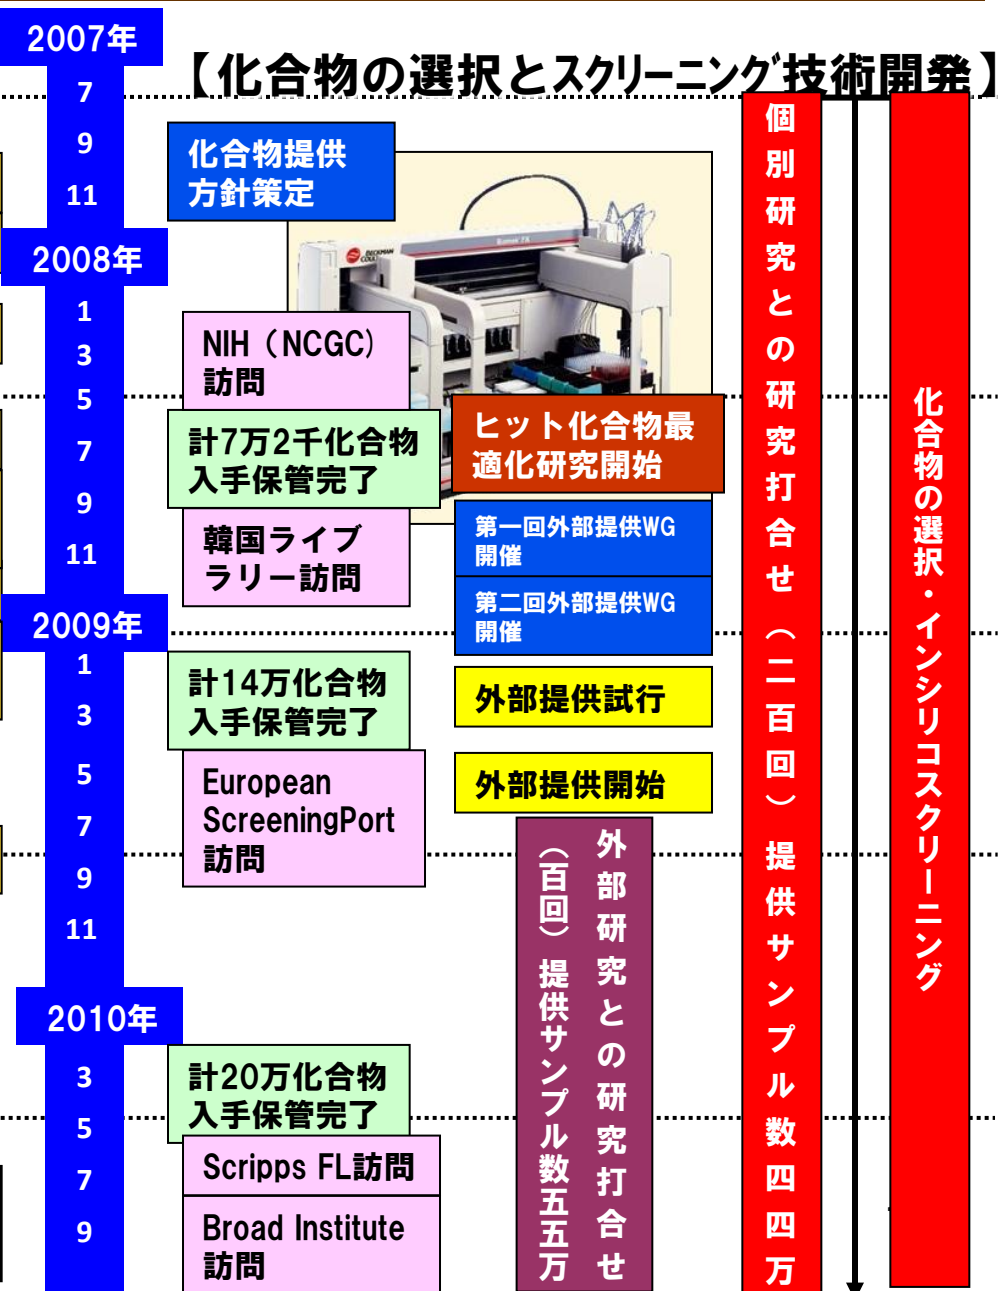 【化合物の選択とスクリーニング技術開発】
2007年
7
9
11
2008年
1
3
5
7
9
11
2009年
1
3
5
7
9
11
2010年
3
5
7
9
化合物提供
方針策定
BECKMAN
COULTER
NIH（NCGC）
訪問
計7万2千化合物
入手保管完了
韓国ライブ
ラリー訪問
計14万化合物
入手保管完了
European
ScreeningPort
訪問
計20万化合物
入手保管完了
Scripps FL訪問
Broad Institute
訪問
ヒット化合物最
適化研究開始
第一回外部提供WG
開催
第二回外部提供WG
開催
外部提供試行
外部提供開始
外部研究との研究打合せ
（百回）提供サンプル数五五万
個別研究との研究打合せ（二百回）提供サンプル数四四万
化合物の選択・インシリコスクリーニング